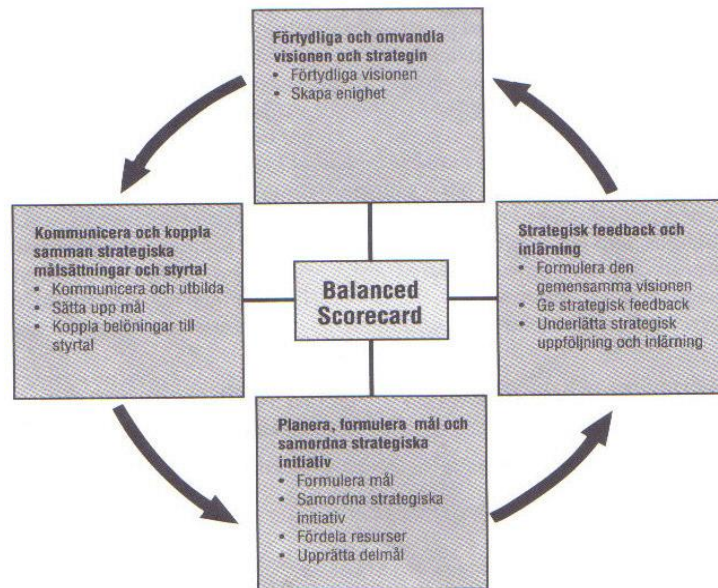 Förtydliga och omvandla
visionen och strategin
• Förtydliga visionen
• Skapa enighet
Kommunicera och koppla
samman strategiska
målsättningar och styrtal
• Kommunicera och utbilda
• Sätta upp mål
• Koppla belöningar till
styrtal
Balanced
Scorecard
Strategisk feedback och
inlärning
• Formulera den
gemensamma visionen
• Ge strategisk feedback
• Underlätta strategisk
uppföljning och inlärning
Planera, formulera mål och
samordna strategiska
initiativ
• Formulera mål
• Samordna strategiska
initiativ
• Fördela resurser
• Upprätta delmål